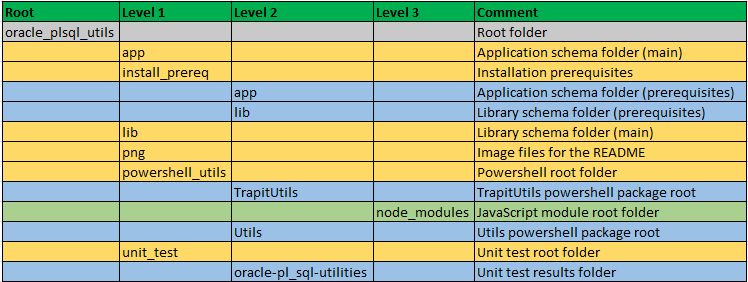 Root Level 1 Level 2 Level 3 Comment
oracle_plsql_utils Root folder
app Application schema folder (main)
install_prereq Installation prerequisites
app Application schema folder (prerequisites)
lib Library schema folder (prerequisites)
lib Library schema folder (main)
png Image files for the README
powershell_utils Powershell root folder
TrapitUtils TrapitUtils powershell package root
node_modules JavaScript module root folder
Utils Utils powershell package root
unit_test Unit test root folder
oracle-pl_sql-utilities Unit test results folder